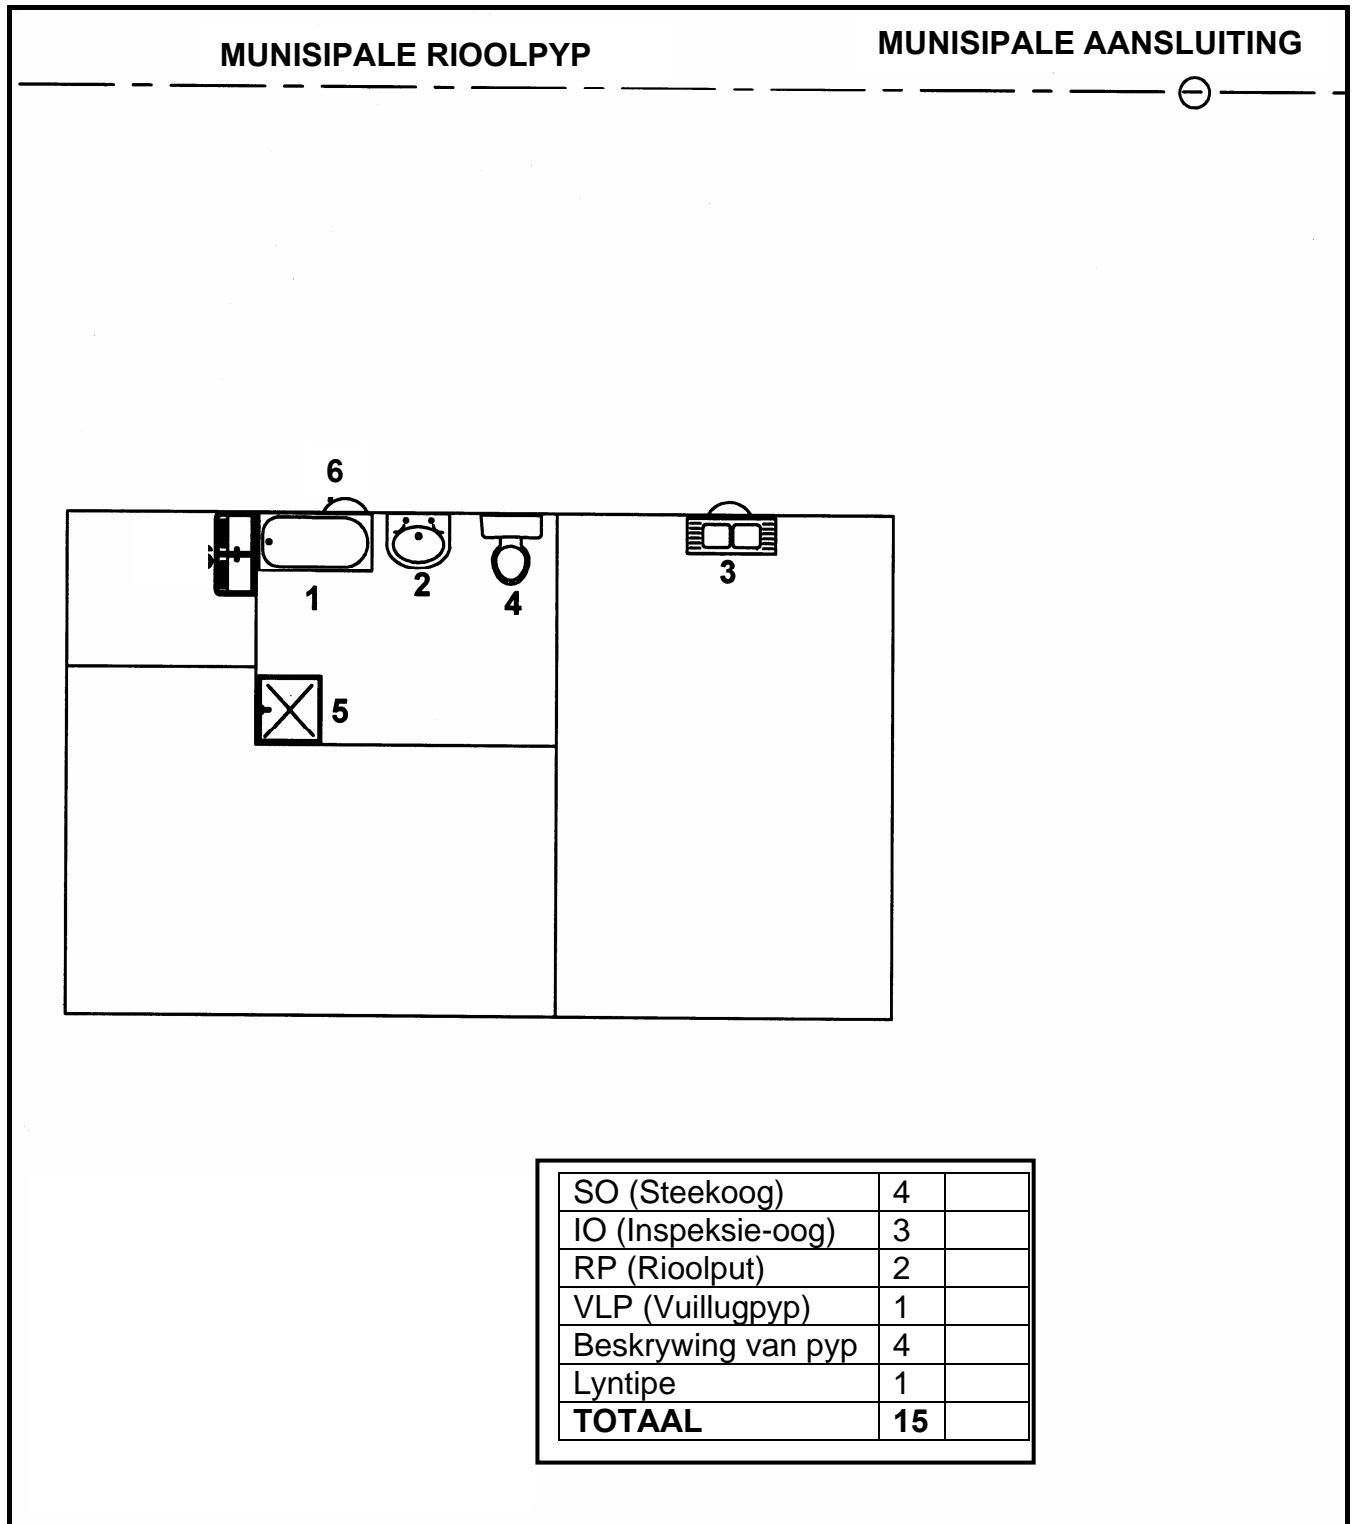 MUNISIPALE RIOOLPYP
MUNISIPALE AANSLUITING
6
1
2
4
3
5
SO (Steekoog) 4
IO (Inspeksie-oog) 3
RP (Rioolput) 2
VLP (Vuillugpyp) 1
Beskrywing van pyp 4
Lyntipe 1
TOTAAL 15